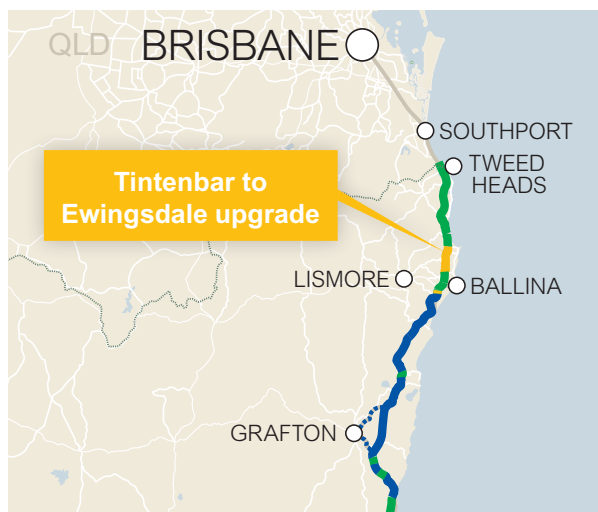 QLD
BRISBANE
SOUTHPORT
TWEED
HEADS
Tintenbar to
Ewingsdale upgrade
LISMORE
BALLINA
GRAFTON